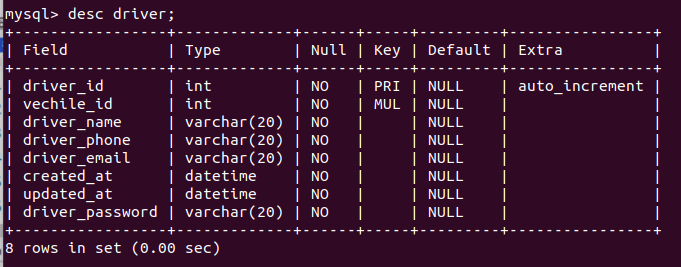 mysql> desc driver;
+-----------------+-------------+------+-----+---------+----------------+
| Field           | Type        | Null | Key | Default | Extra          |
+-----------------+-------------+------+-----+---------+----------------+
| driver_id       | int         | NO   | PRI | NULL    | auto_increment |
| vechile_id      | int         | NO   | MUL | NULL    |                |
| driver_name     | varchar(20) | NO   |     | NULL    |                |
| driver_phone    | varchar(20) | NO   |     | NULL    |                |
| driver_email    | varchar(20) | NO   |     | NULL    |                |
| created_at      | datetime    | NO   |     | NULL    |                |
| updated_at      | datetime    | NO   |     | NULL    |                |
| driver_password | varchar(20) | NO   |     | NULL    |                |
+-----------------+-------------+------+-----+---------+----------------+
8 rows in set (0.00 sec)